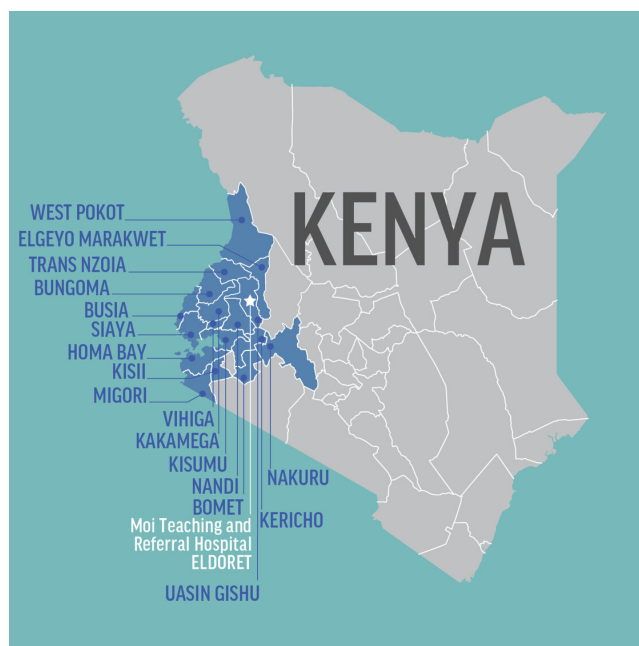 KENYA
WEST POKOT
ELGEYO MARAKWET
TRANS NZOIA
BUNGOMA
BUSIA
SIAYA
HOMA BAY
KISII
MIGORI
VIHIGA
KAKAMEGA
KISUMU
NAKURU
NANDI
BOMET
KERICHO
Moi Teaching and
Referral Hospital
ELDORET
UASIN GISHU